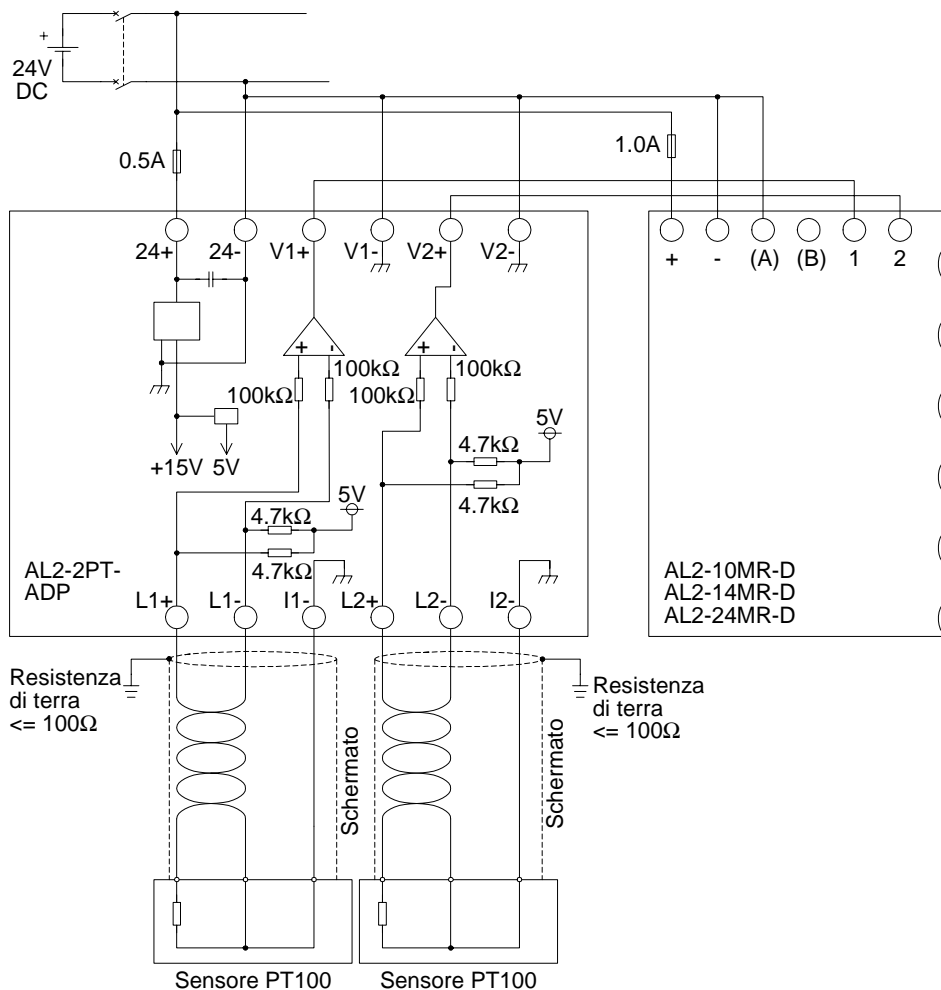 +
24V
DC
0.5A
1.0A
24+ 24- V1+ V1- V2+ V2-
+ - (A) (B) 1 2
+ - + -
100kΩ 100kΩ
100kΩ 100kΩ
5V
4.7kΩ
+15V 5V
4.7kΩ
5V
4.7kΩ
4.7kΩ
AL2-2PT-
ADP
AL2-10MR-D
AL2-14MR-D
AL2-24MR-D
L1+ L1- I1- L2+ L2- I2-
Resistenza
di terra
<= 100Ω
Schermato
Resistenza
di terra
<= 100Ω
Schermato
Sensore PT100
Sensore PT100